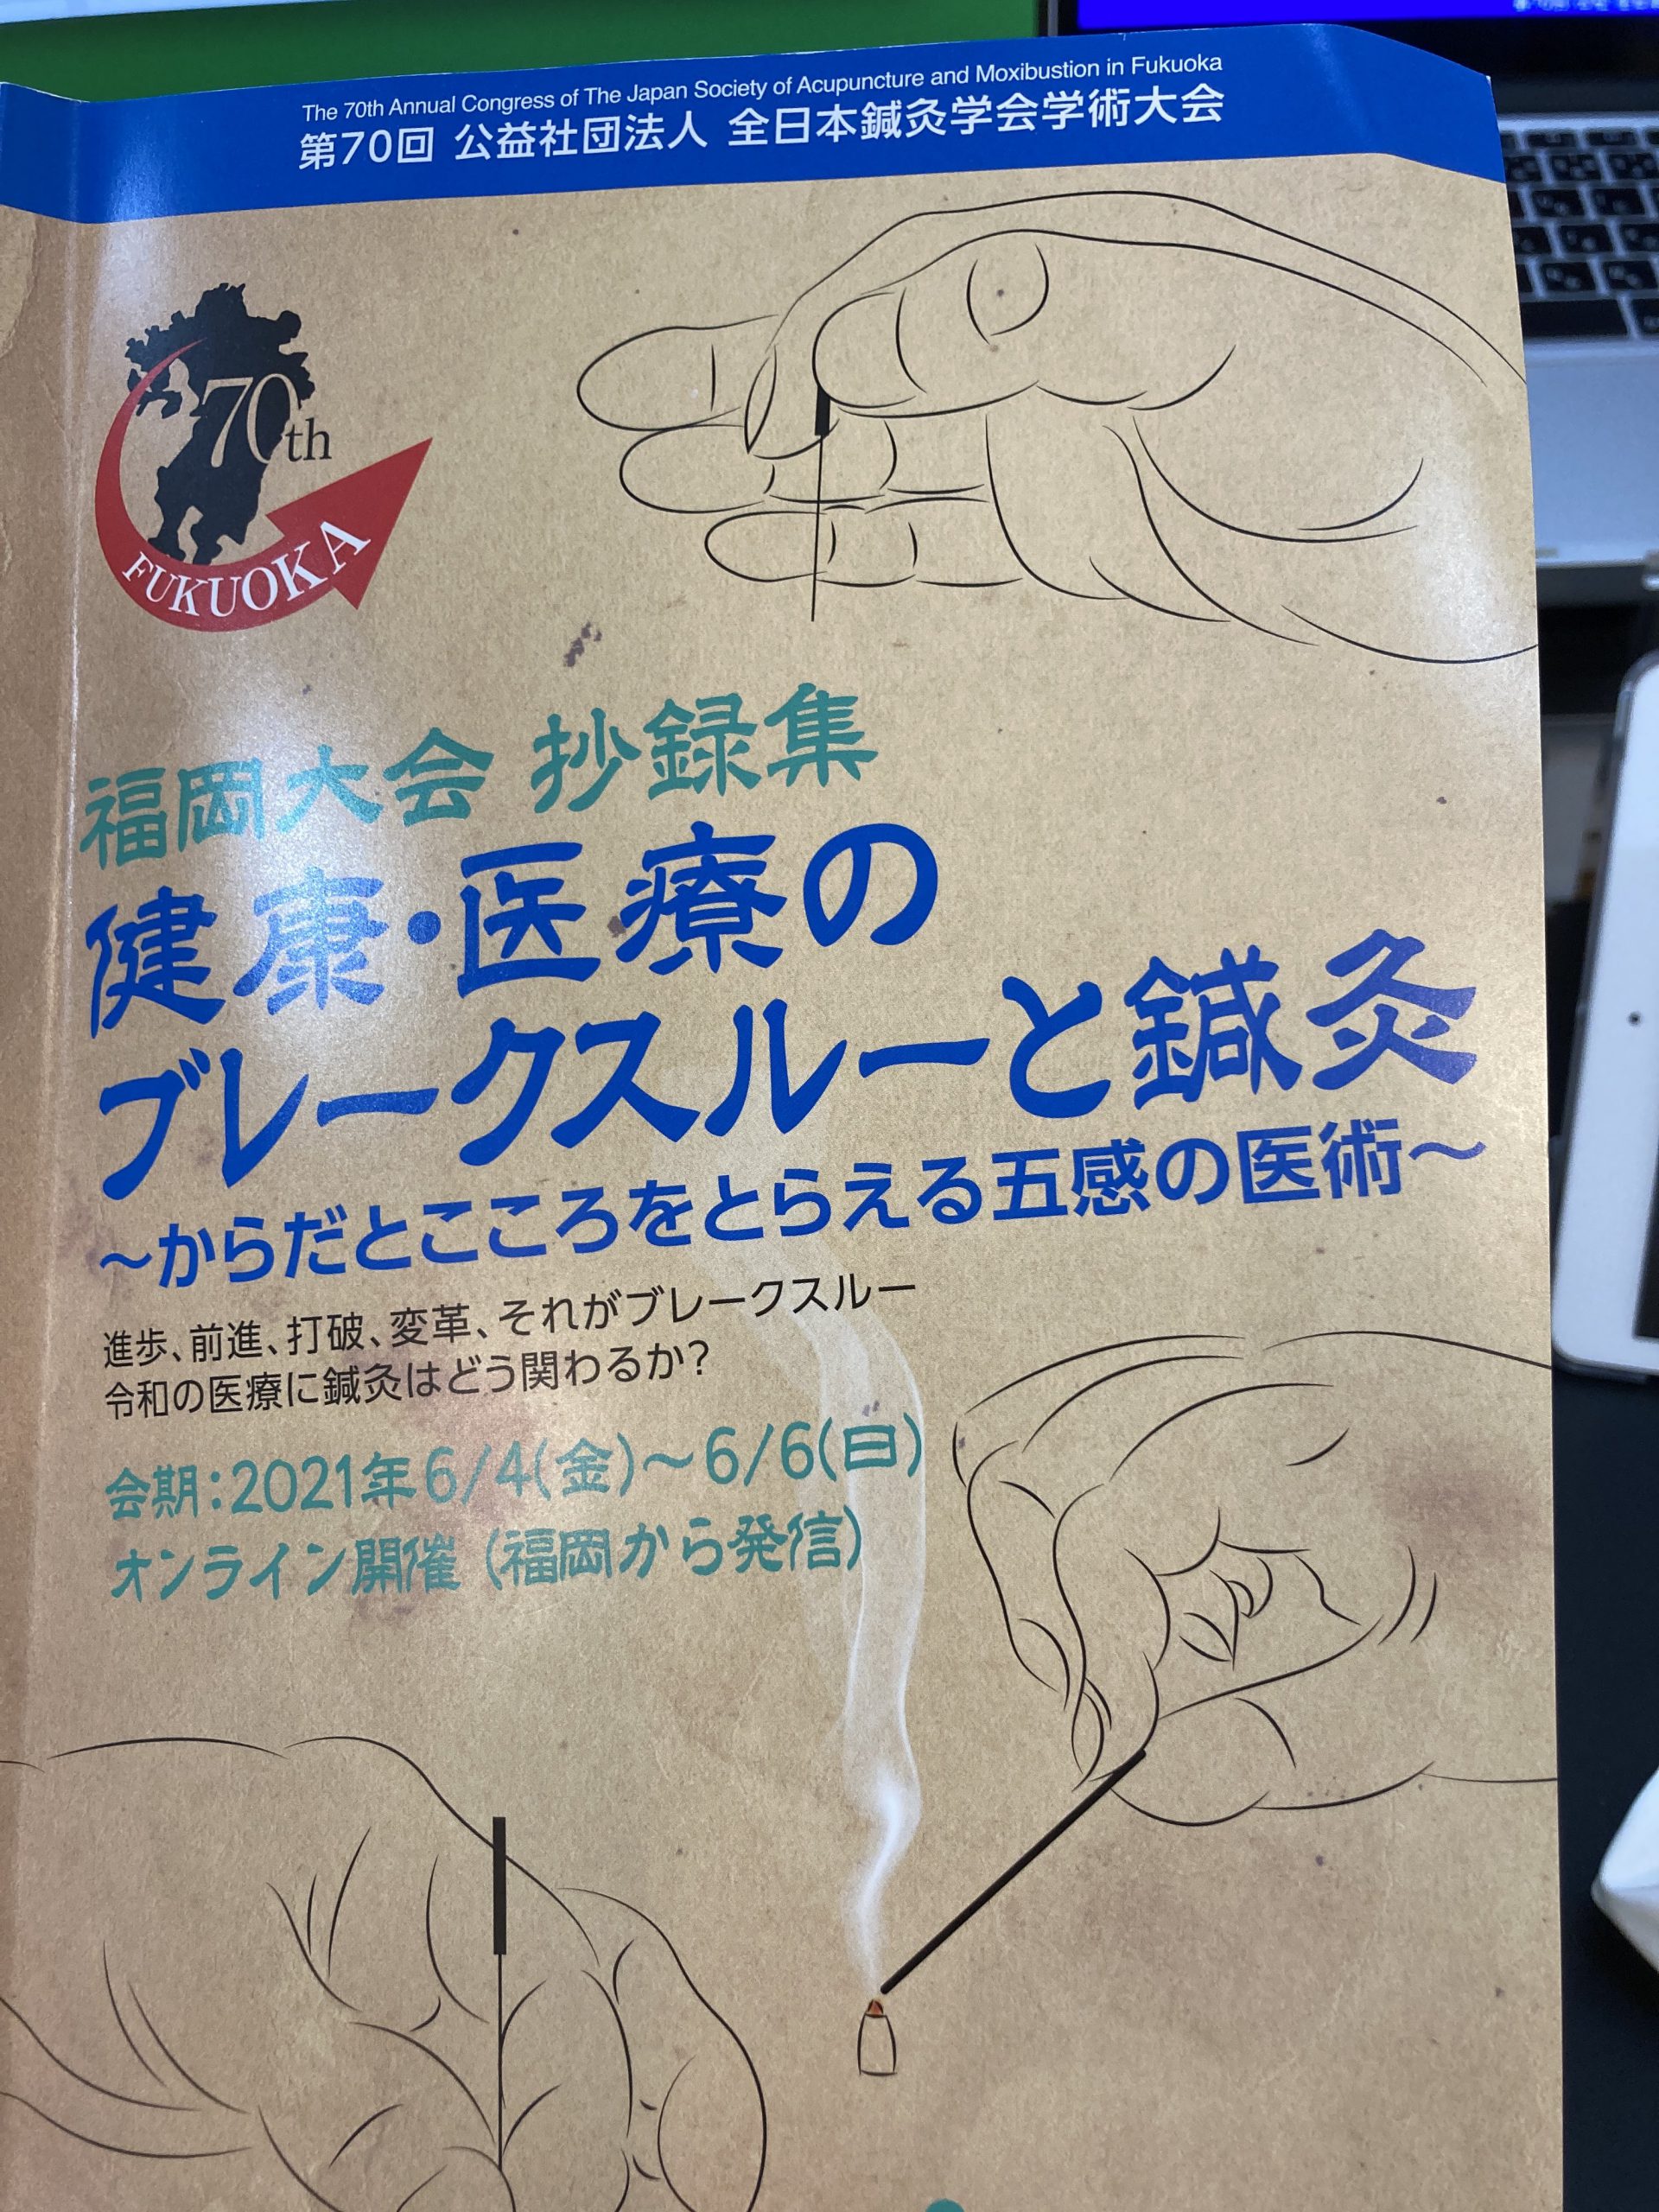 The 70th Annual Congress of The Japan Society of Acupuncture and Moxibustion in Fukuoka
第70回 公益社団法人 全日本鍼灸学会学術大会
70th
FUKUOKA
福岡大会 抄録集
健康・医療の
ブレークスルーと鍼灸
～からだとこころをとらえる五感の医術～
進歩、前進、打破、変革、それがブレークスルー
令和の医療に鍼灸はどう関わるか?
会期：2021年6/4(金)～6/6(日)
オンライン開催(福岡から発信)